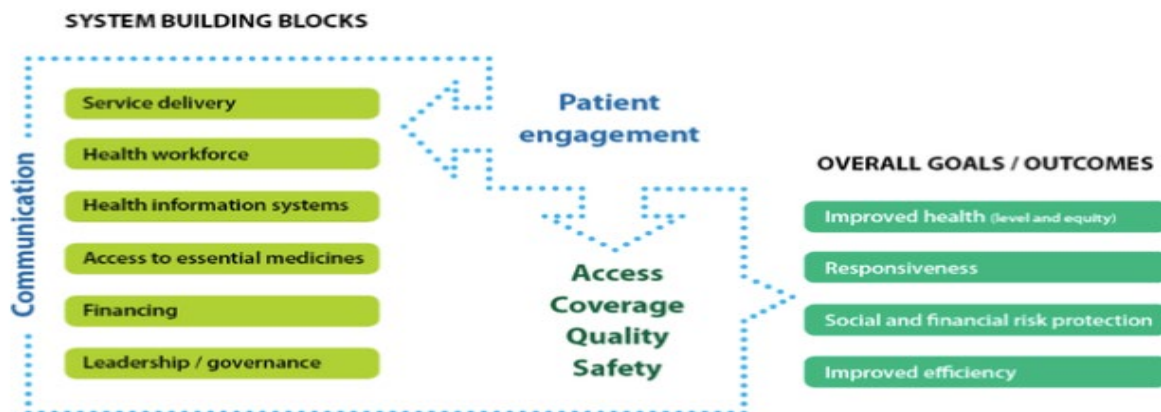 SYSTEM BUILDING BLOCKS
Communication
Service delivery
Health workforce
Health information systems
Access to essential medicines
Financing
Leadership / governance
Patient
engagement
Access
Coverage
Quality
Safety
OVERALL GOALS / OUTCOMES
Improved health (level and equity)
Responsiveness
Social and financial risk protection
Improved efficiency